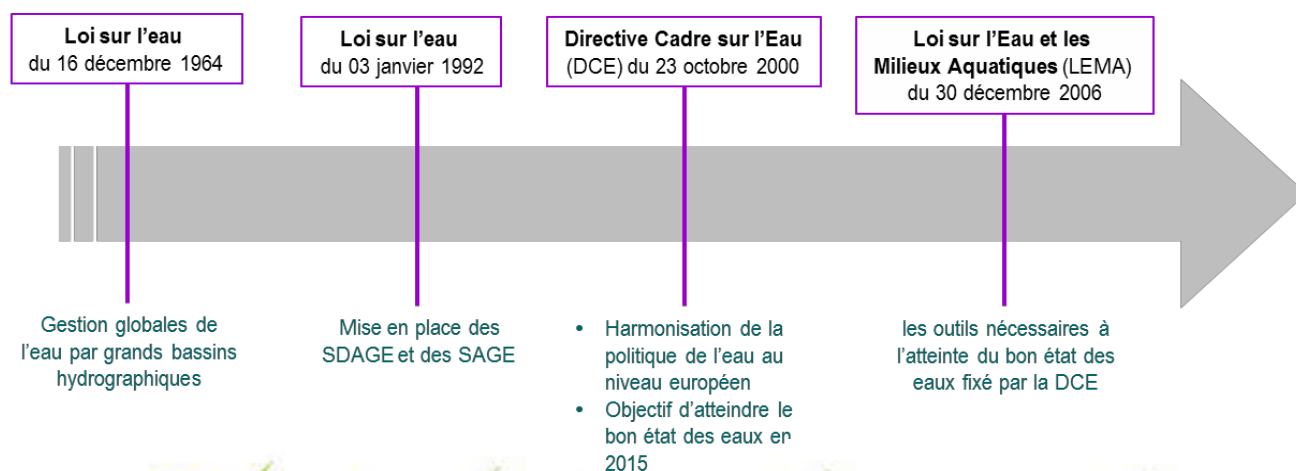 Loi sur l'eau
du 16 décembre 1964
Loi sur l'eau
du 03 janvier 1992
Directive Cadre sur l'Eau
(DCE) du 23 octobre 2000
Loi sur l'Eau et les
Milieux Aquatiques (LEMA)
du 30 décembre 2006
Gestion globales de
l'eau par grands bassins
hydrographiques
Mise en place des
SDAGE et des SAGE
• Harmonisation de la
politique de l'eau au
niveau européen
• Objectif d'atteindre le
bon état des eaux en
2015
les outils nécessaires à
l'atteinte du bon état des
eaux fixé par la DCE